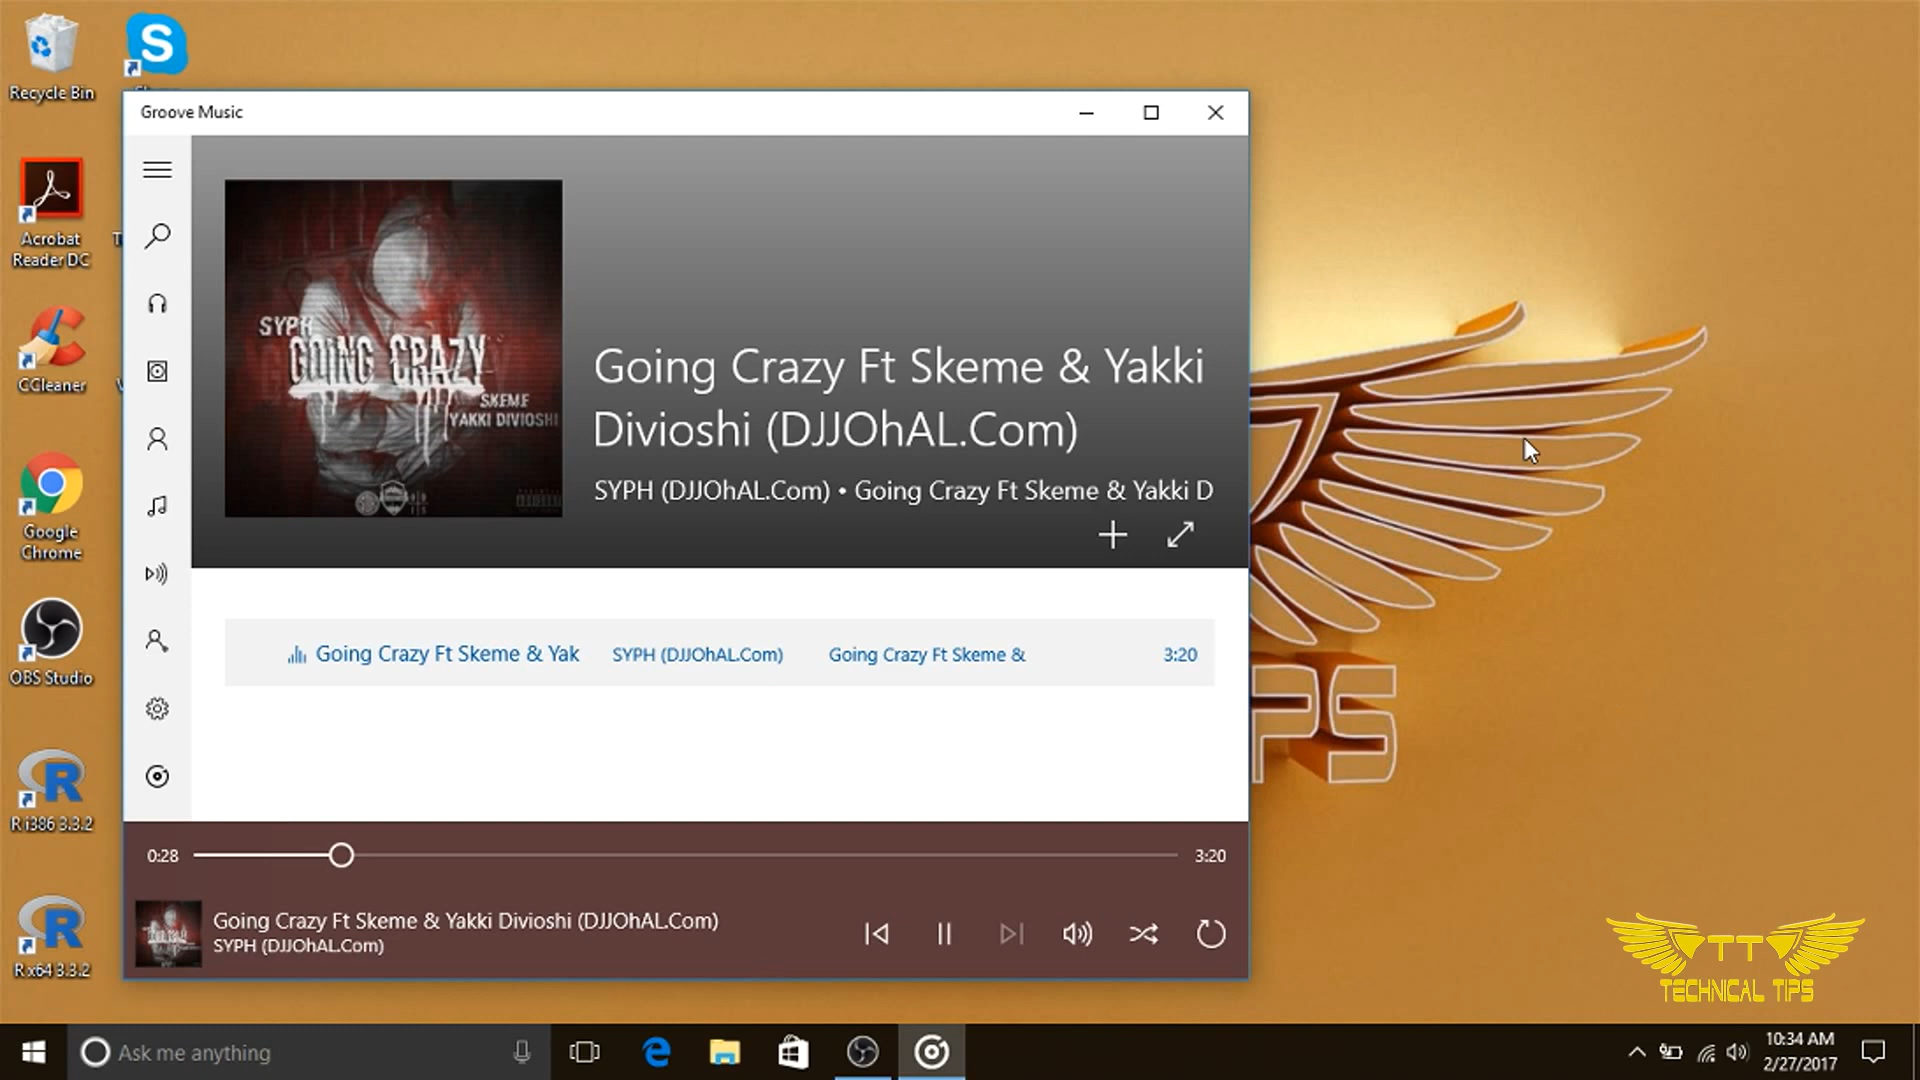 Recycle Bin
S
Groove Music
Acrobat
Reader DC
CCleaner
Google
Chrome
OBS Studio
R
R i386 3.3.2
R
R x64 3.3.2
SYPH
GOING CRAZY
SKEME
YAKKI DIVIOSHI
Going Crazy Ft Skeme & Yakki
Divioshi (DJJOhAL.Com)
SYPH (DJJOhAL.Com) • Going Crazy Ft Skeme & Yakki D
Going Crazy Ft Skeme & Yak SYPH (DJJOhAL.Com) Going Crazy Ft Skeme & 3:20
PS
0:28 3:20
Going Crazy Ft Skeme & Yakki Divioshi (DJJOhAL.Com)
SYPH (DJJOhAL.Com)
TT
TECHNICAL TIPS
Ask me anything
10:34 AM
2/27/2017